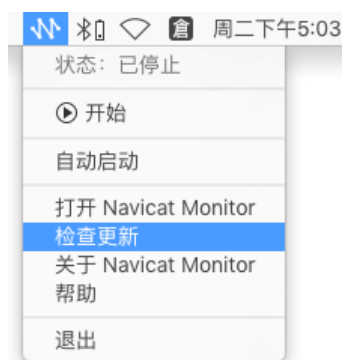 倉 周二下午5:03
状态：已停止
开始
自动启动
打开 Navicat Monitor
检查更新
关于 Navicat Monitor
帮助
退出